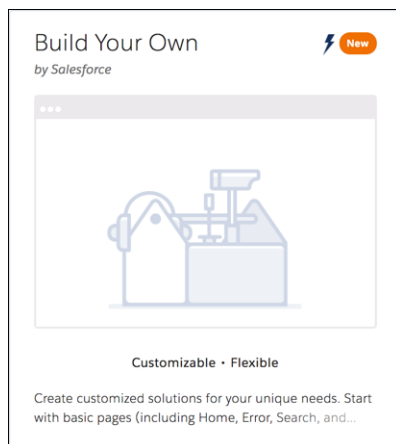 Build Your Own
New
by Salesforce
Customizable • Flexible
Create customized solutions for your unique needs. Start
with basic pages (including Home, Error, Search, and...